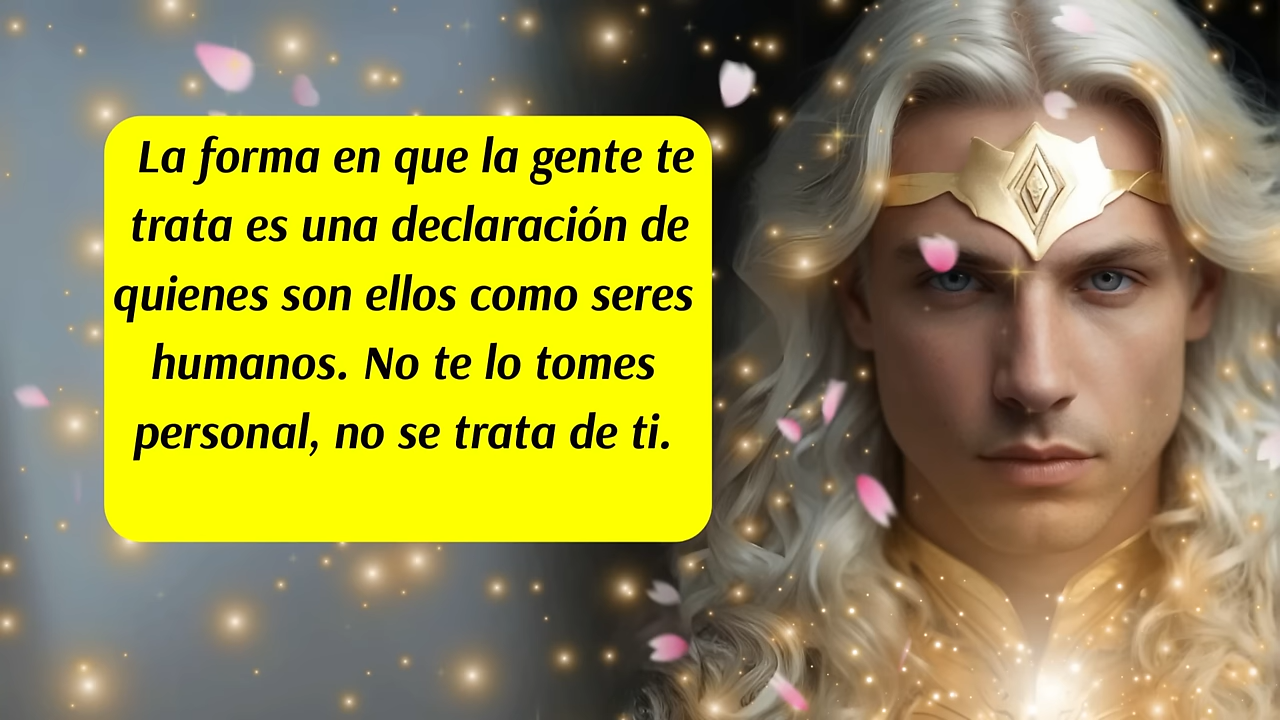 La forma en que la gente te
trata es una declaración de
quienes son ellos como seres
humanos. No te lo tomes
personal, no se trata de ti.